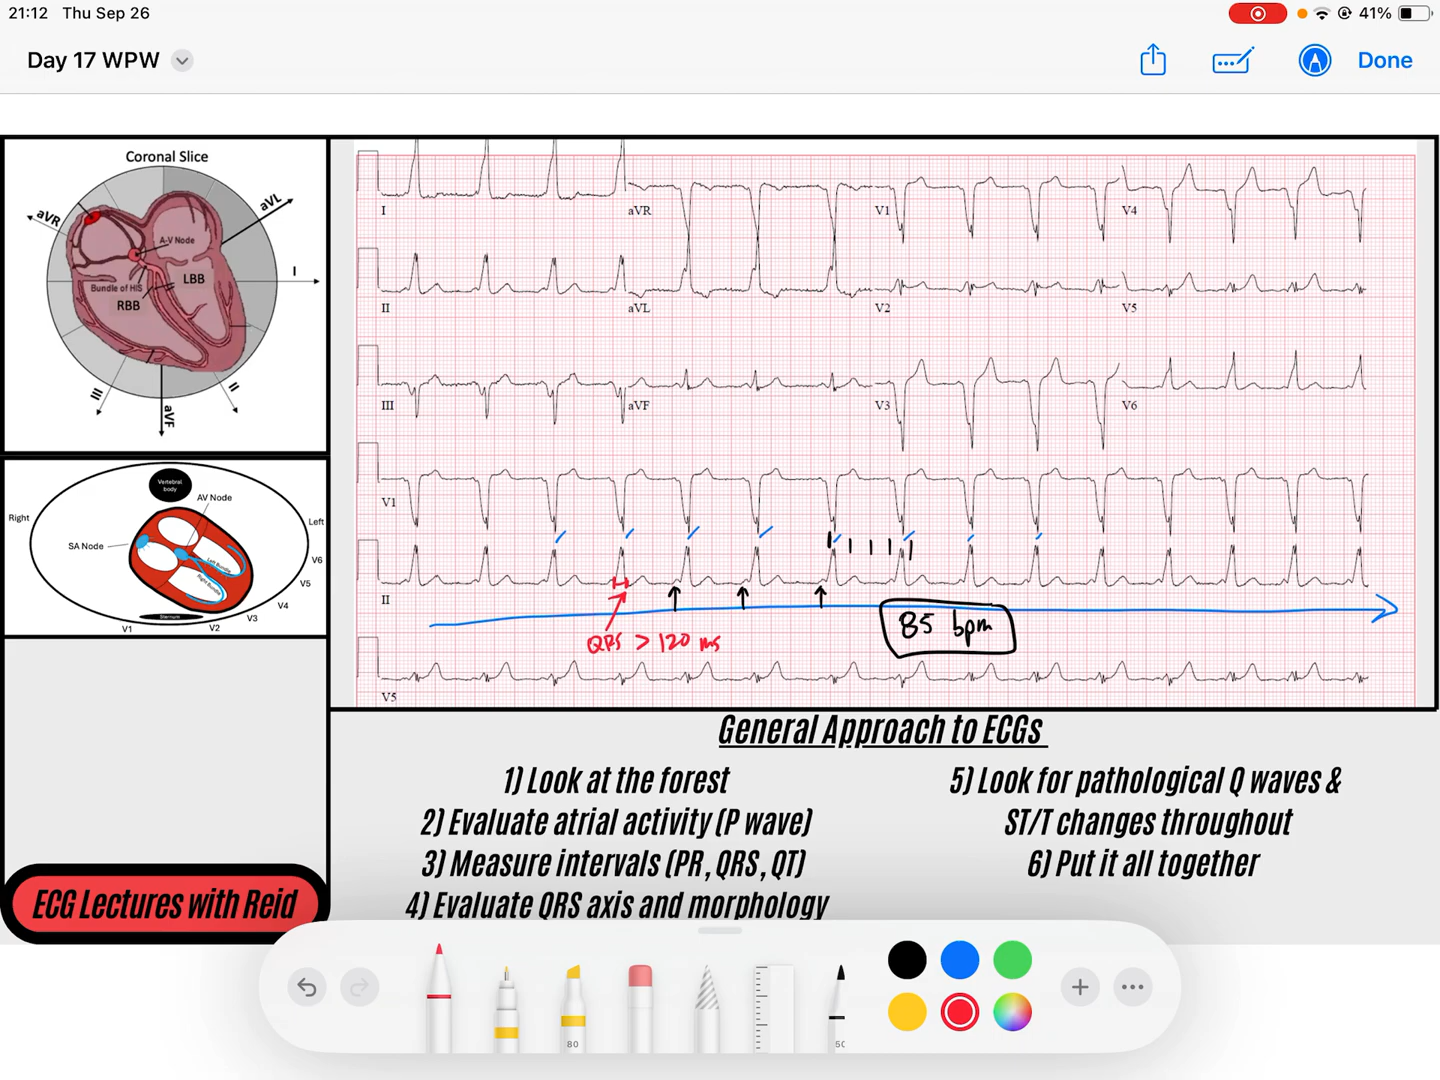 21:12 Thu Sep 26
41%
Day 17 WPW
Done
Coronal Slice
aVR
aVL
A-V Node
I
LBB
Bundle of HIS
RBB
III
aVF
II
Vertebral
body
AV Node
Right
Left
SA Node
Left Bundle
Right Bundle
V6
V5
V4
V3
Sternum
V1
V2
I
aVR
V1
V4
II
aVL
V2
V5
III
aVF
V3
V6
V1
II
85 bpm
QRS > 120 ms
V5
General Approach to ECGs
1) Look at the forest
2) Evaluate atrial activity (P wave)
3) Measure intervals (PR, QRS, QT)
4) Evaluate QRS axis and morphology
5) Look for pathological Q waves &
ST/T changes throughout
6) Put it all together
ECG Lectures with Reid
80
50